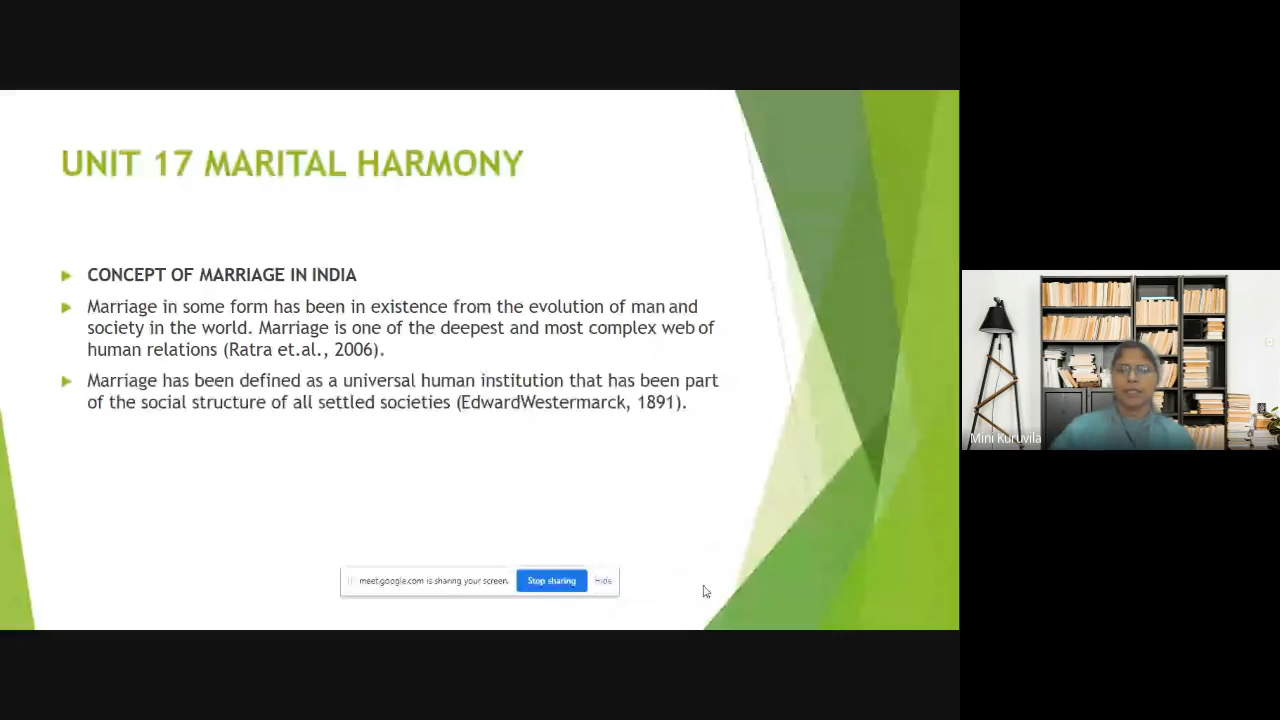 UNIT 17 MARITAL HARMONY
CONCEPT OF MARRIAGE IN INDIA
Marriage in some form has been in existence from the evolution of man and
society in the world. Marriage is one of the deepest and most complex web of
human relations (Ratra et.al., 2006).
Marriage has been defined as a universal human institution that has been part
of the social structure of all settled societies (EdwardWestermarck, 1891).
meet.google.com is sharing your screen. Stop sharing Hide
Mini Kuruvila